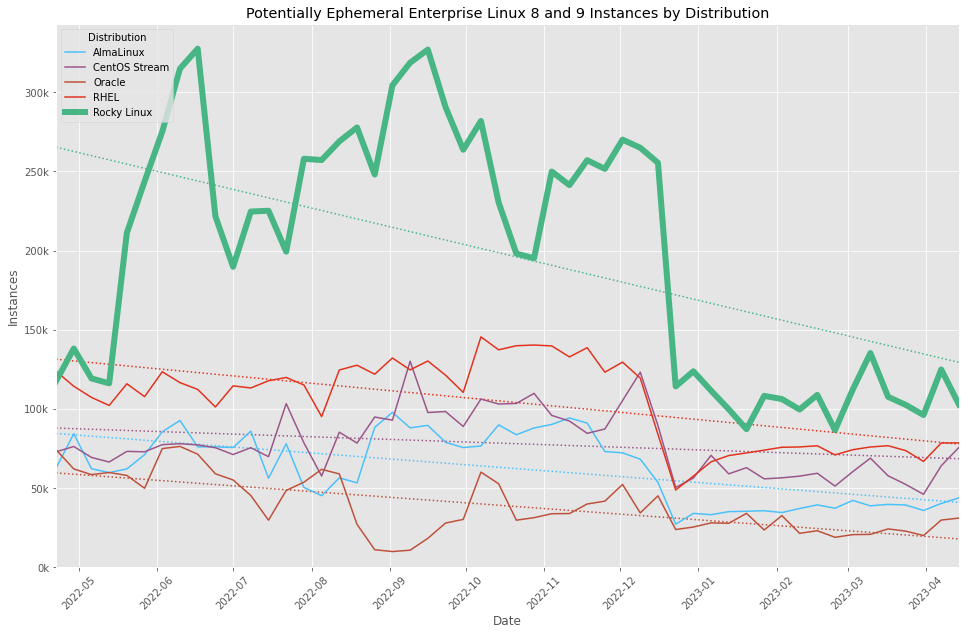 Potentially Ephemeral Enterprise Linux 8 and 9 Instances by Distribution
Distribution
AlmaLinux
CentOS Stream
Oracle
RHEL
Rocky Linux
300k
250k
200k
150k
100k
50k
0k
Instances
2022-05
2022-06
2022-07
2022-08
2022-09
2022-10
2022-11
2022-12
2023-01
2023-02
2023-03
2023-04
Date